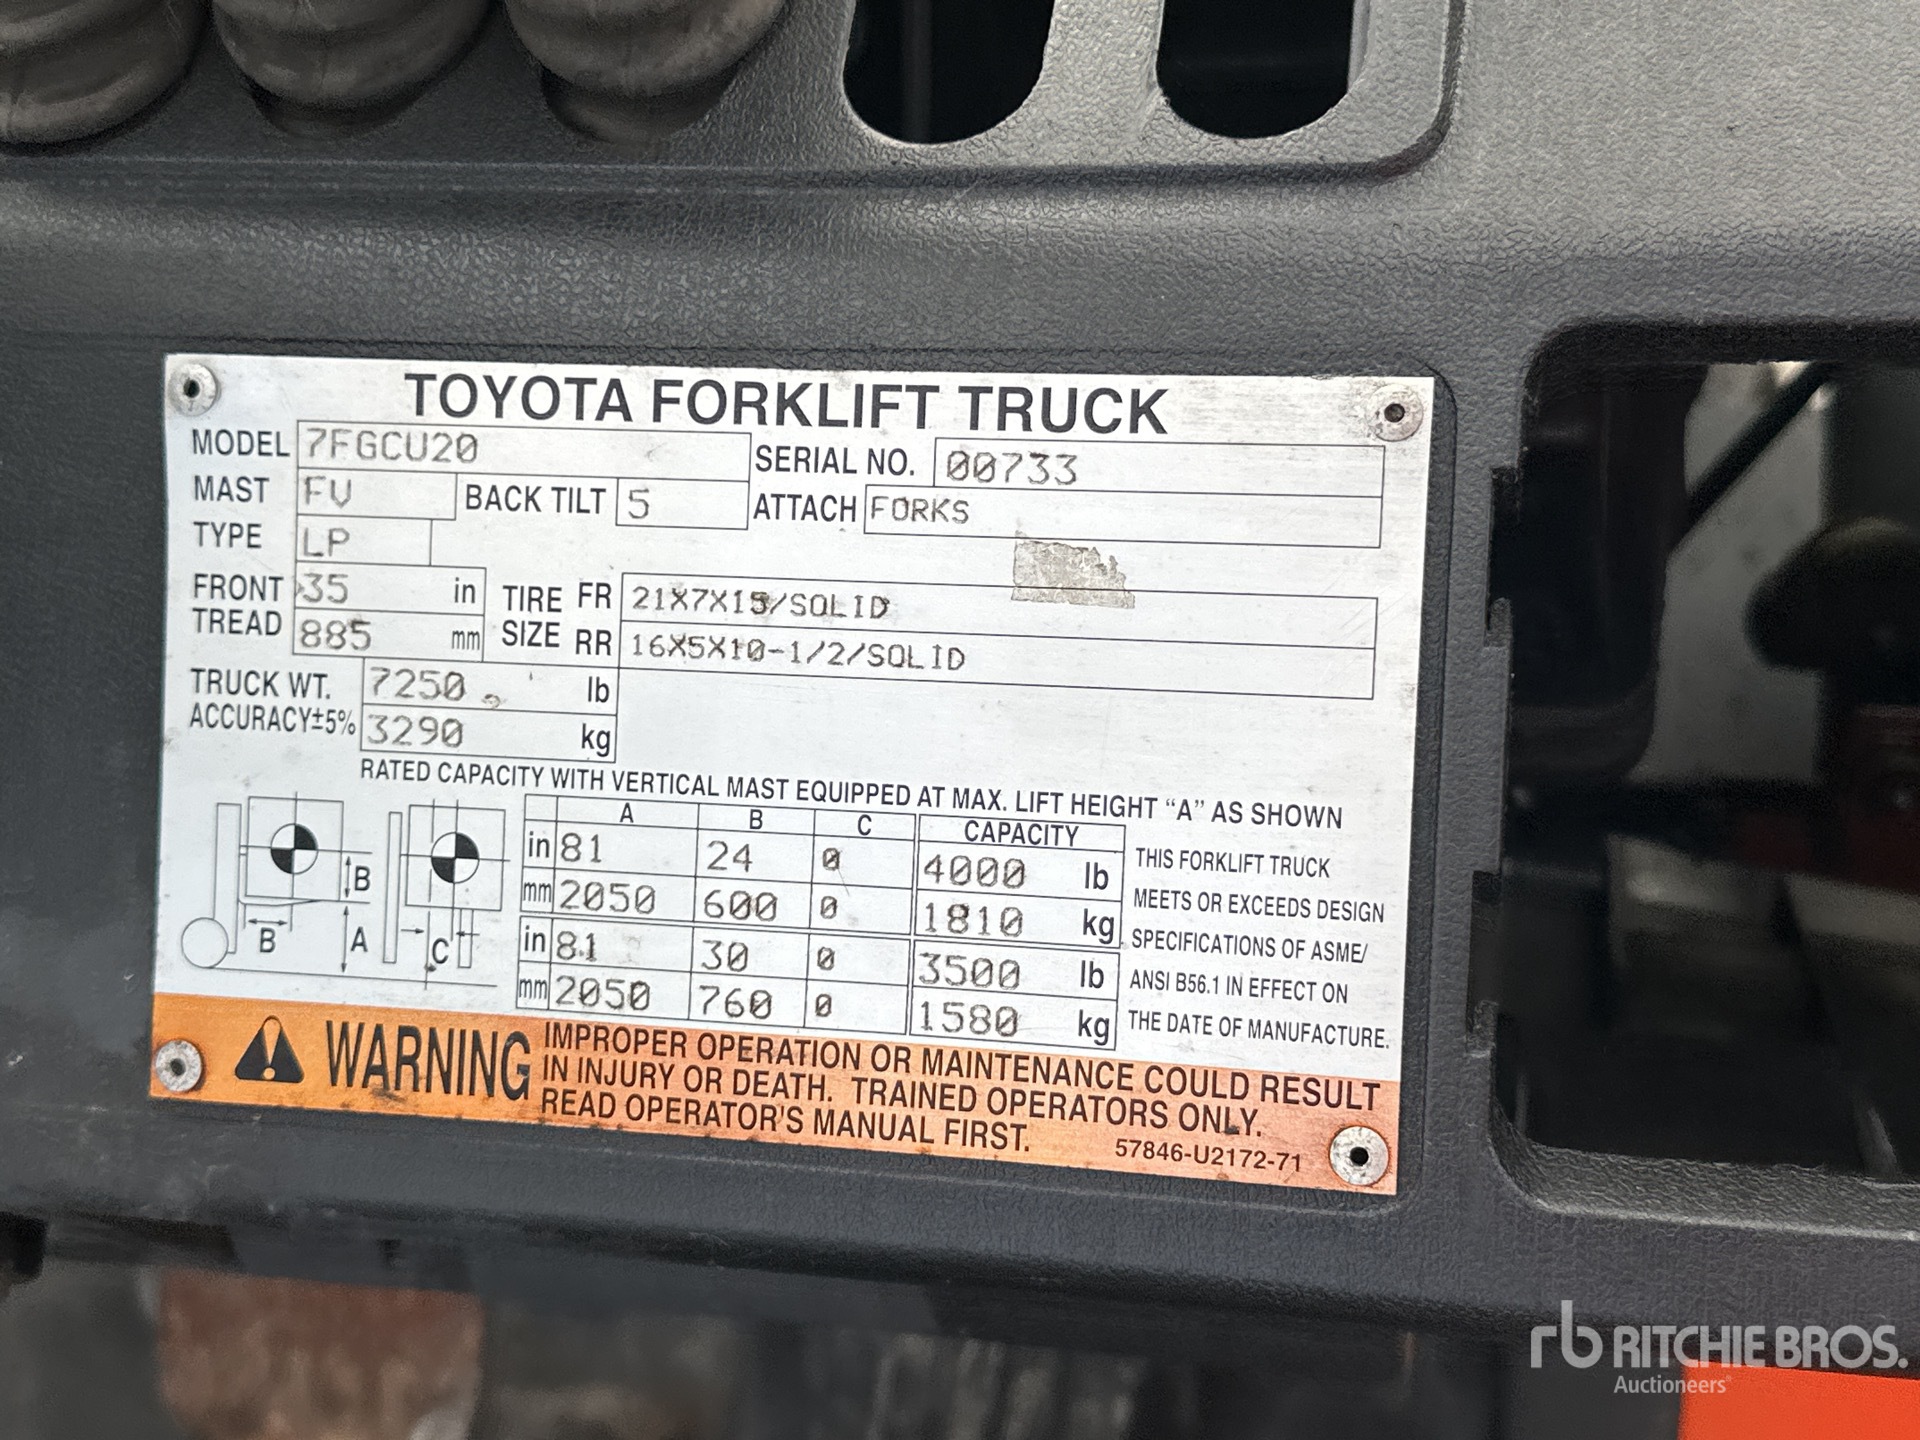 TOYOTA FORKLIFT TRUCK
MODEL 7FGCU20 SERIAL NO. 00733
MAST FV BACK TILT 5 ATTACH FORKS
TYPE LP
FRONT TREAD 35 in TIRE SIZE FR 21X7X15/SOLID
885 mm RR 16X5X10-1/2/SOLID
TRUCK WT. 7250 lb
ACCURACY±5% 3290 kg
RATED CAPACITY WITH VERTICAL MAST EQUIPPED AT MAX. LIFT HEIGHT "A" AS SHOWN
A B C CAPACITY
in 81 24 0 4000 lb
mm 2050 600 0 1810 kg
in 81 30 0 3500 lb
mm 2050 760 0 1580 kg
B
B A C
THIS FORKLIFT TRUCK
MEETS OR EXCEEDS DESIGN
SPECIFICATIONS OF ASME/
ANSI B56.1 IN EFFECT ON
THE DATE OF MANUFACTURE.
WARNING IMPROPER OPERATION OR MAINTENANCE COULD RESULT
IN INJURY OR DEATH. TRAINED OPERATORS ONLY.
READ OPERATOR'S MANUAL FIRST.
57846-U2172-71
rb RITCHIE BROS.
Auctioneers